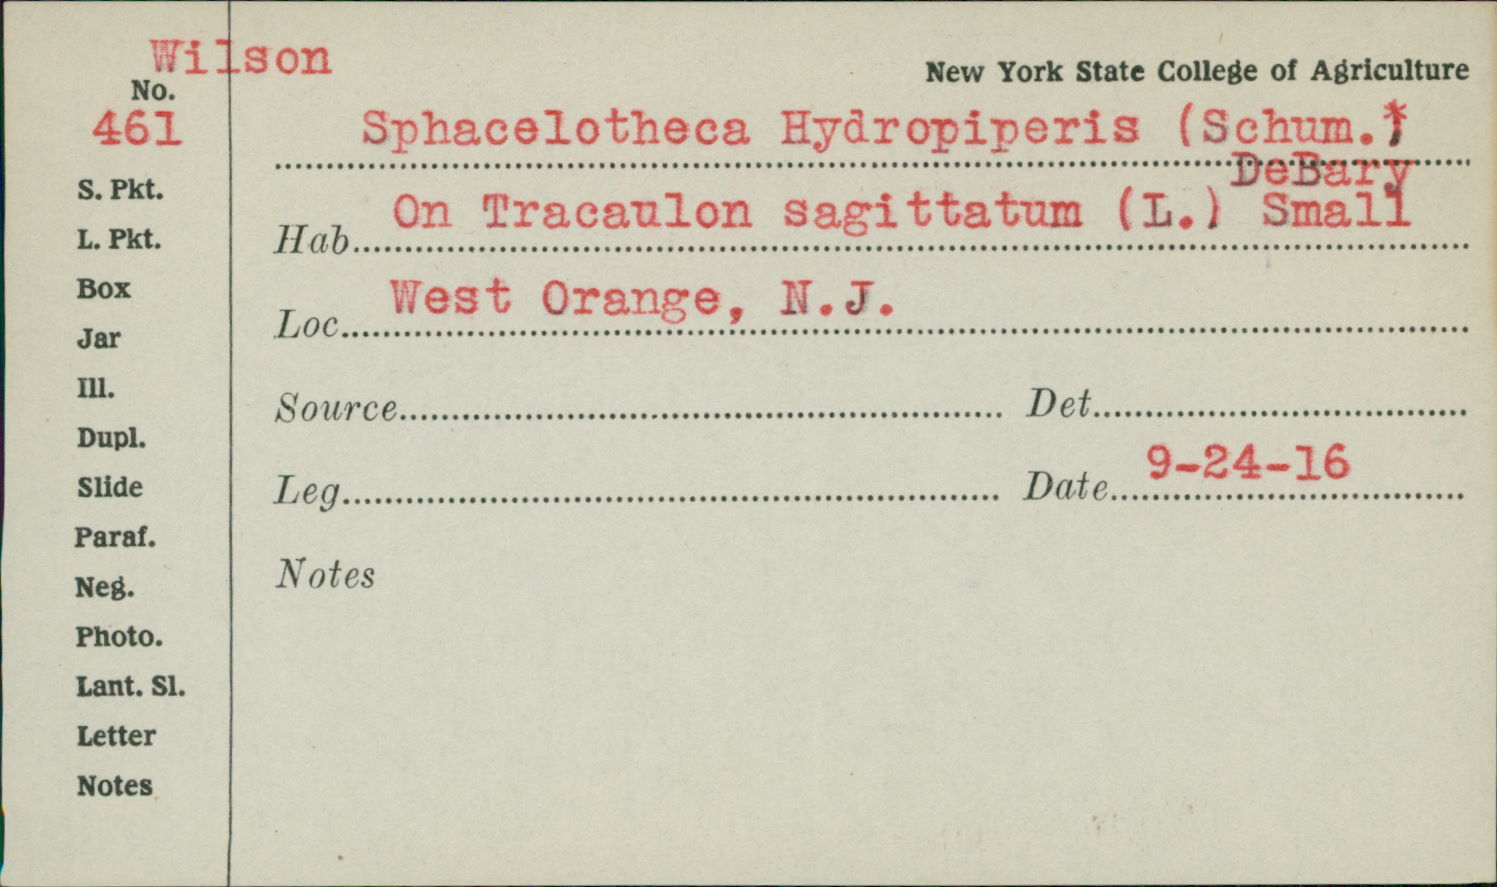 Wilson
New York State College of Agriculture
No.
461
Sphacelotheca Hydropiperis (Schum.)
DeBary
S. Pkt.
Hab. On Tracaulon sagittatum (L.) Small
L. Pkt.
Box
Loc. West Orange, N.J.
Jar
Ill.
Source Det.
Dupl.
Slide
Leg. Date 9-24-16
Paraf.
Notes
Neg.
Photo.
Lant. Sl.
Letter
Notes